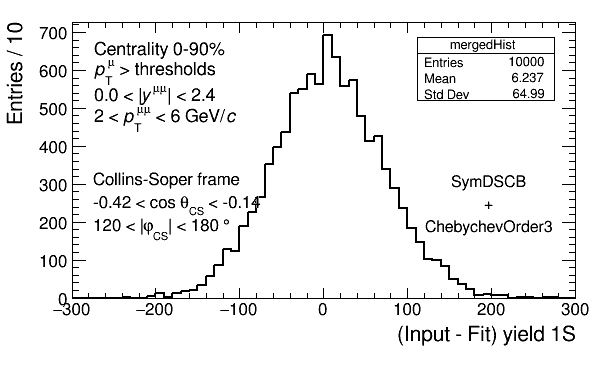 Entries / 10
700
600
500
400
300
200
100
0
−300 −200 −100 0 100 200 300
(Input - Fit) yield 1S
Centrality 0-90%
p_T^μ > thresholds
0.0 < |y^μμ| < 2.4
2 < p_T^μμ < 6 GeV/c
Collins-Soper frame
-0.42 < cos θ_CS < -0.14
120 < |φ_CS| < 180 °
mergedHist
Entries 10000
Mean 6.237
Std Dev 64.99
SymDSCB
+
ChebychevOrder3